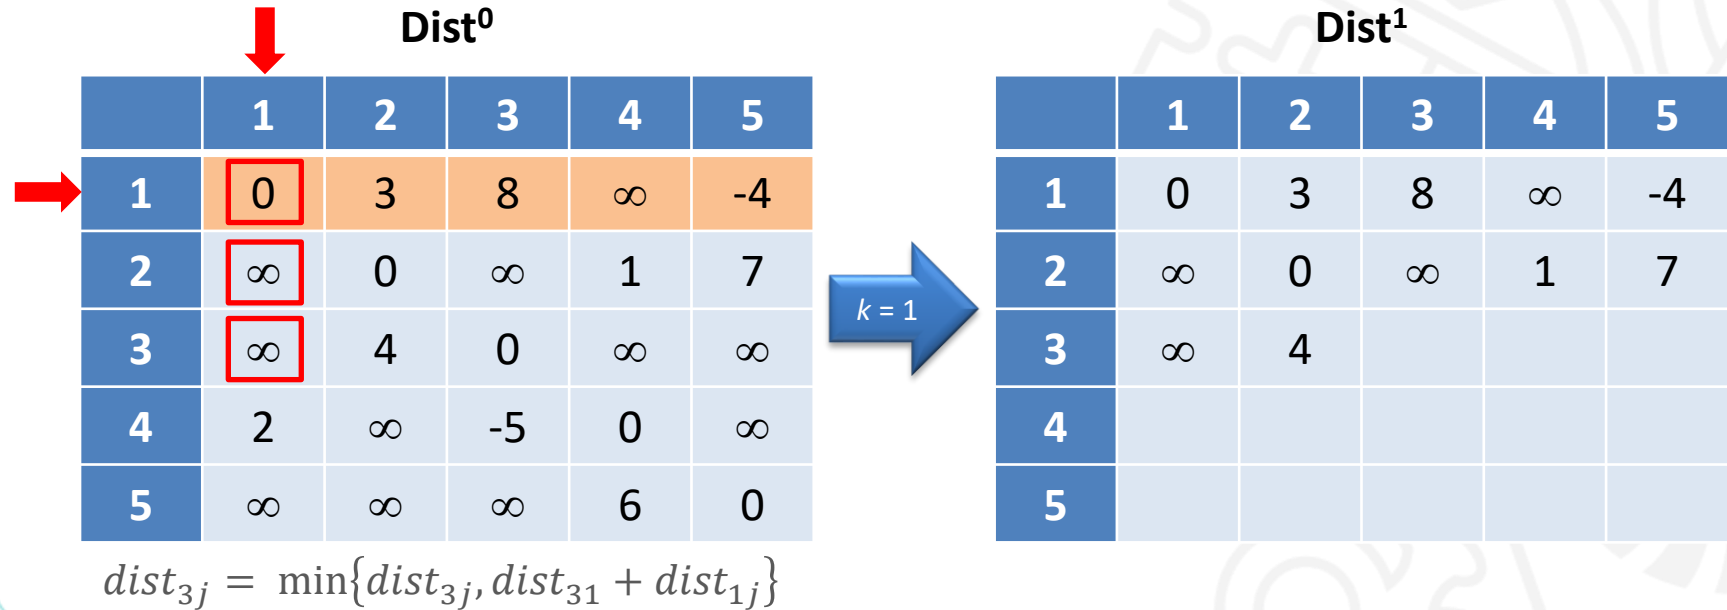 Dist⁰
1 2 3 4 5
1 0 3 8 ∞ -4
2 ∞ 0 ∞ 1 7
3 ∞ 4 0 ∞ ∞
4 2 ∞ -5 0 ∞
5 ∞ ∞ ∞ 6 0
dist₃ⱼ = min{dist₃ⱼ, dist₃₁ + dist₁ⱼ}
k = 1
Dist¹
1 2 3 4 5
1 0 3 8 ∞ -4
2 ∞ 0 ∞ 1 7
3 ∞ 4
4
5